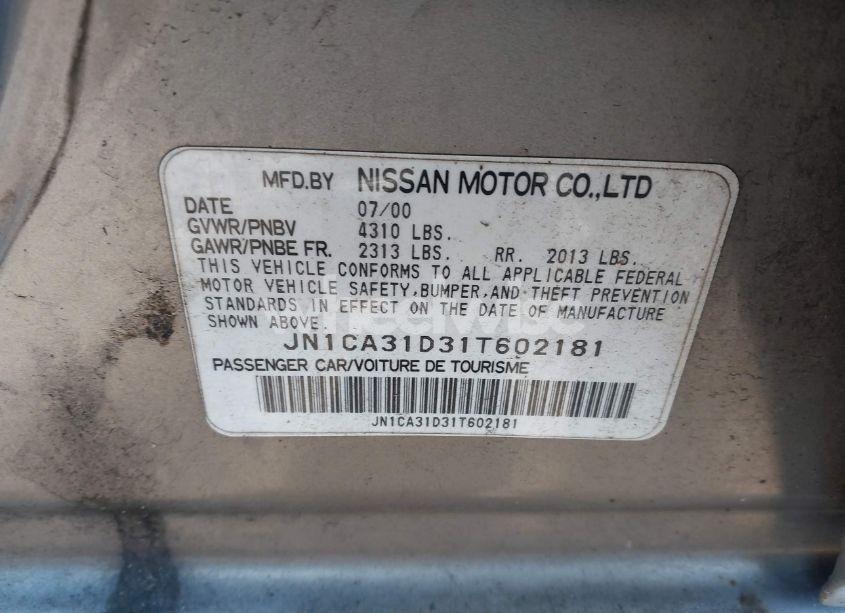 MFD.BY NISSAN MOTOR CO.,LTD
DATE 07/00
GVWR/PNBV 4310 LBS.
GAWR/PNBE FR. 2313 LBS. RR. 2013 LBS.
THIS VEHICLE CONFORMS TO ALL APPLICABLE FEDERAL
MOTOR VEHICLE SAFETY,BUMPER,AND THEFT PREVENTION
STANDARDS IN EFFECT ON THE DATE OF MANUFACTURE
SHOWN ABOVE.
JN1CA31D31T602181
PASSENGER CAR/VOITURE DE TOURISME
JN1CA31D31T602181